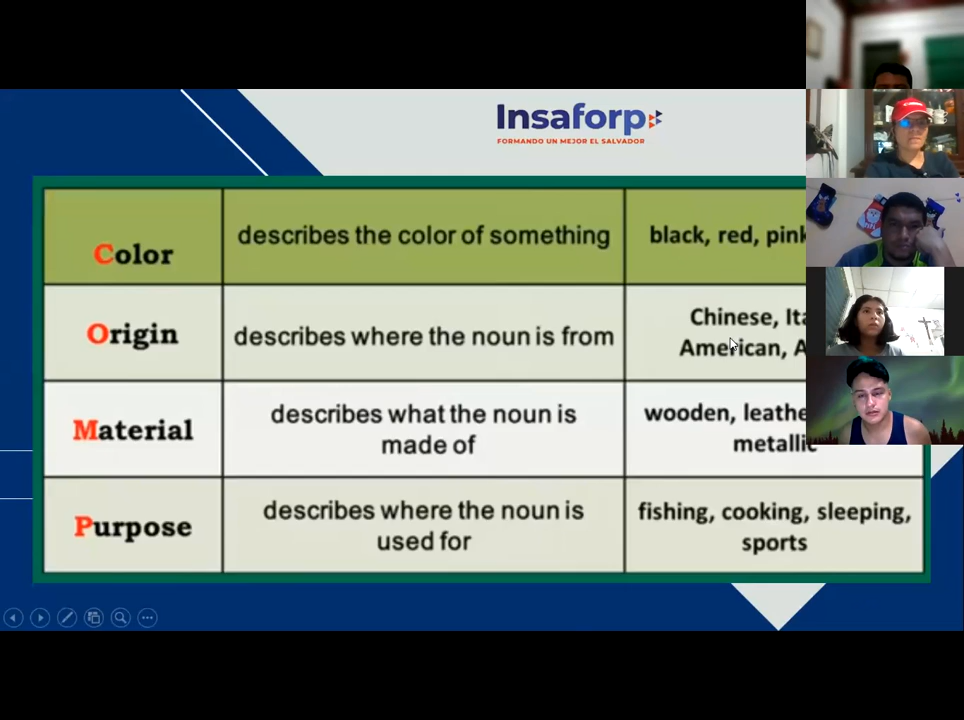 Insaforp
FORMANDO UN MEJOR EL SALVADOR
Color
describes the color of something
black, red, pink
Origin
describes where the noun is from
Chinese,
American,
Material
describes what the noun is
made of
wooden,
metallic
Purpose
describes where the noun is
used for
fishing, cooking, sleeping,
sports